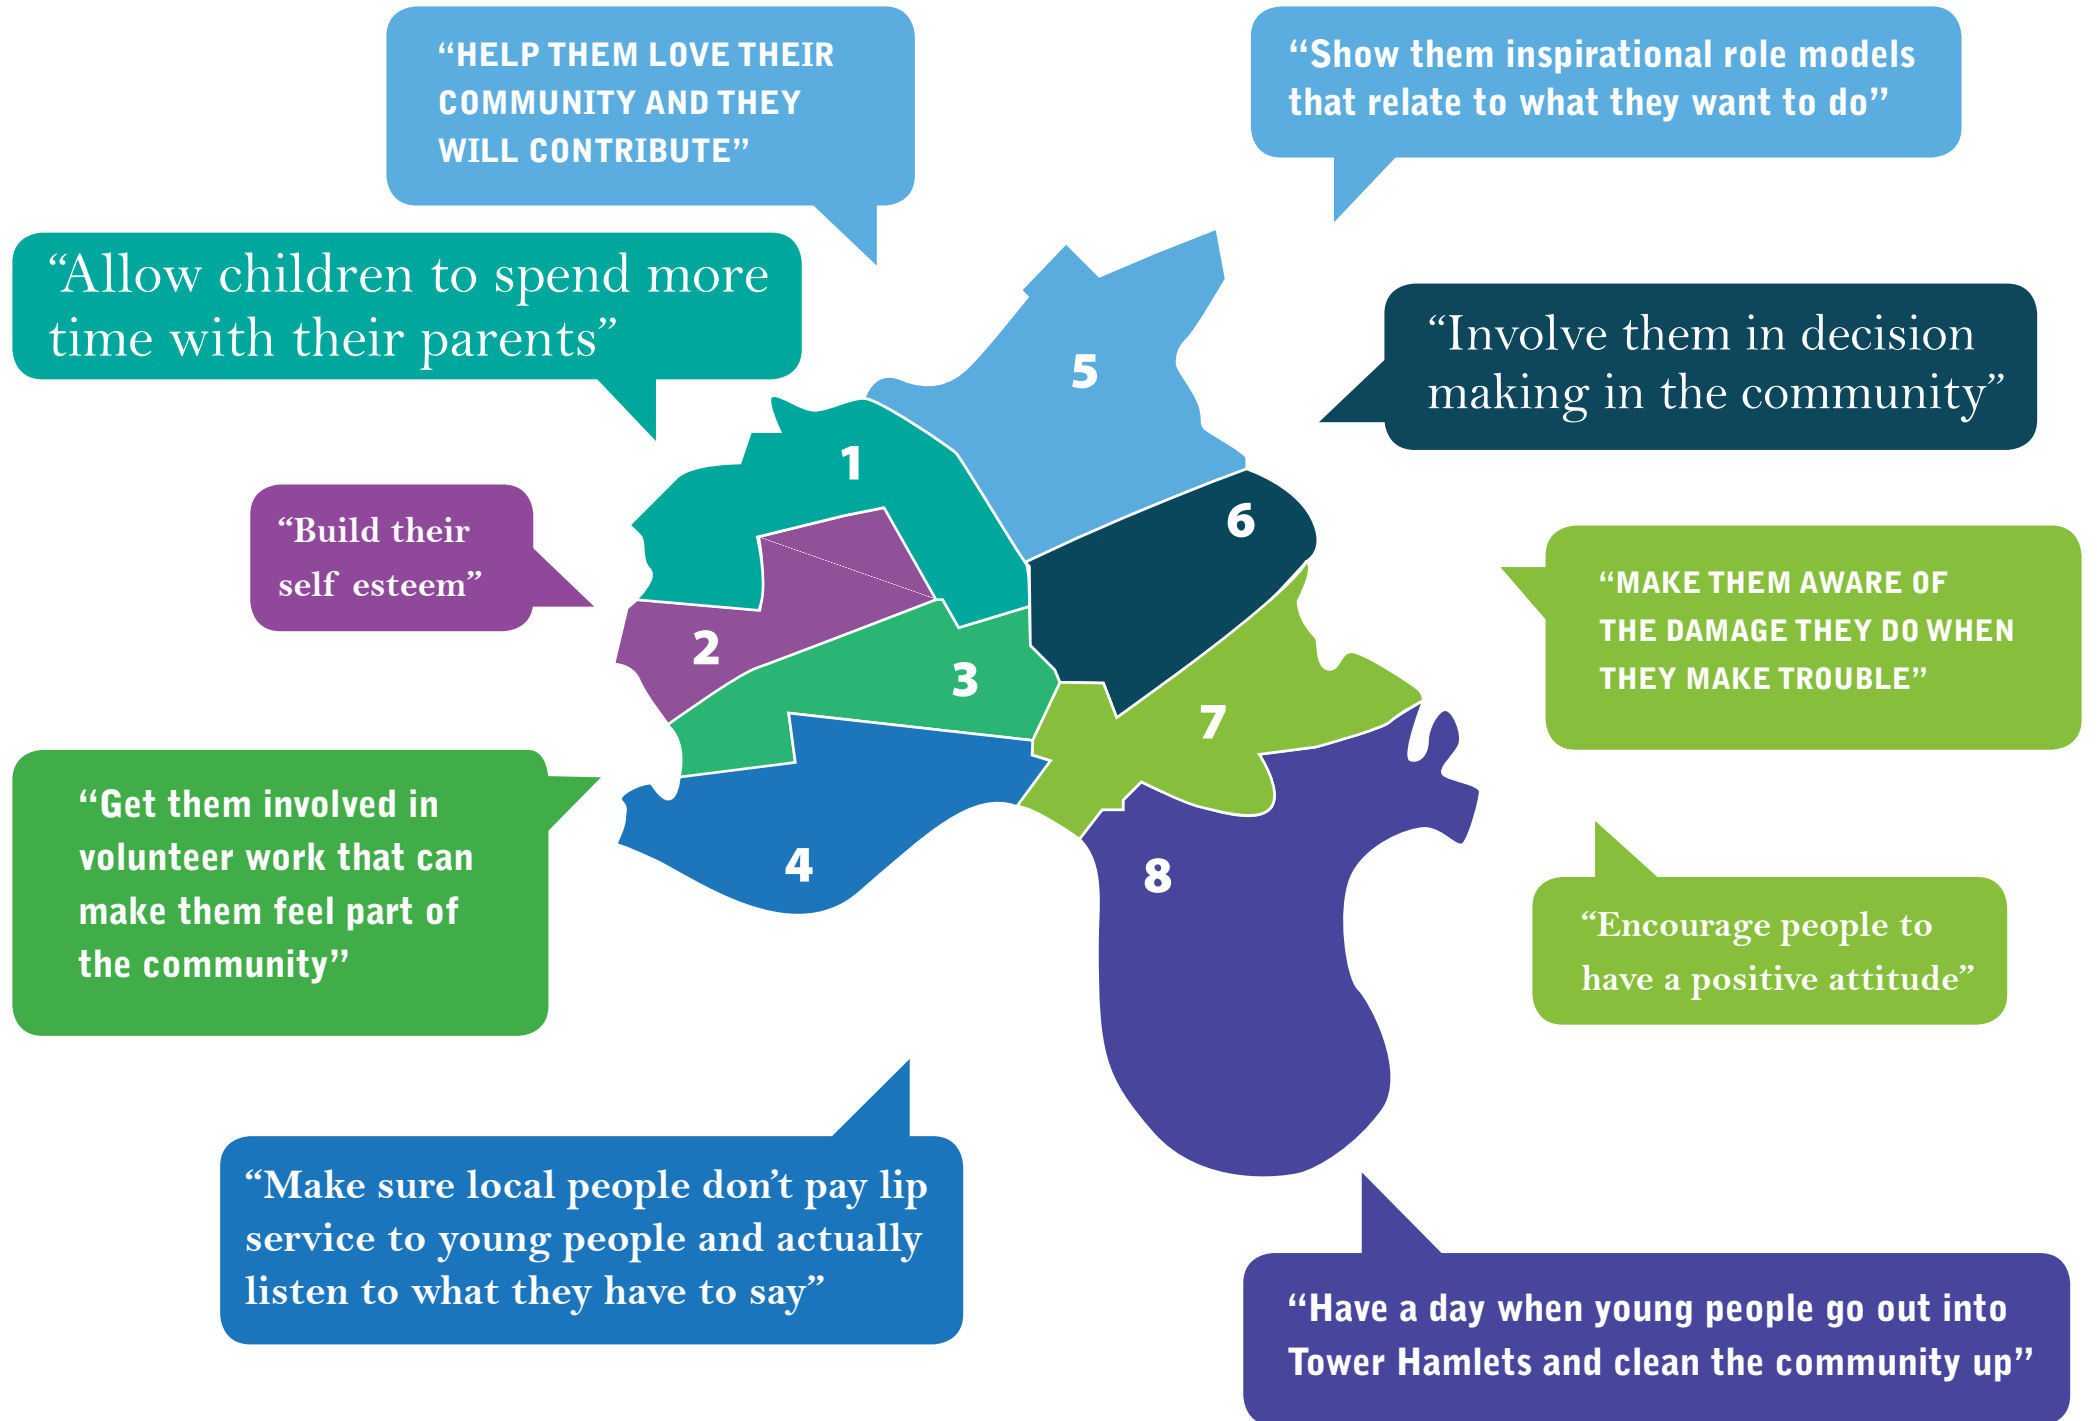 “HELP THEM LOVE THEIR
COMMUNITY AND THEY
WILL CONTRIBUTE”
“Show them inspirational role models
that relate to what they want to do”
“Allow children to spend more
time with their parents”
“Involve them in decision
making in the community”
“Build their
self esteem”
“MAKE THEM AWARE OF
THE DAMAGE THEY DO WHEN
THEY MAKE TROUBLE”
“Get them involved in
volunteer work that can
make them feel part of
the community”
“Encourage people to
have a positive attitude”
“Make sure local people don’t pay lip
service to young people and actually
listen to what they have to say”
“Have a day when young people go out into
Tower Hamlets and clean the community up”
1
2
3
4
5
6
7
8